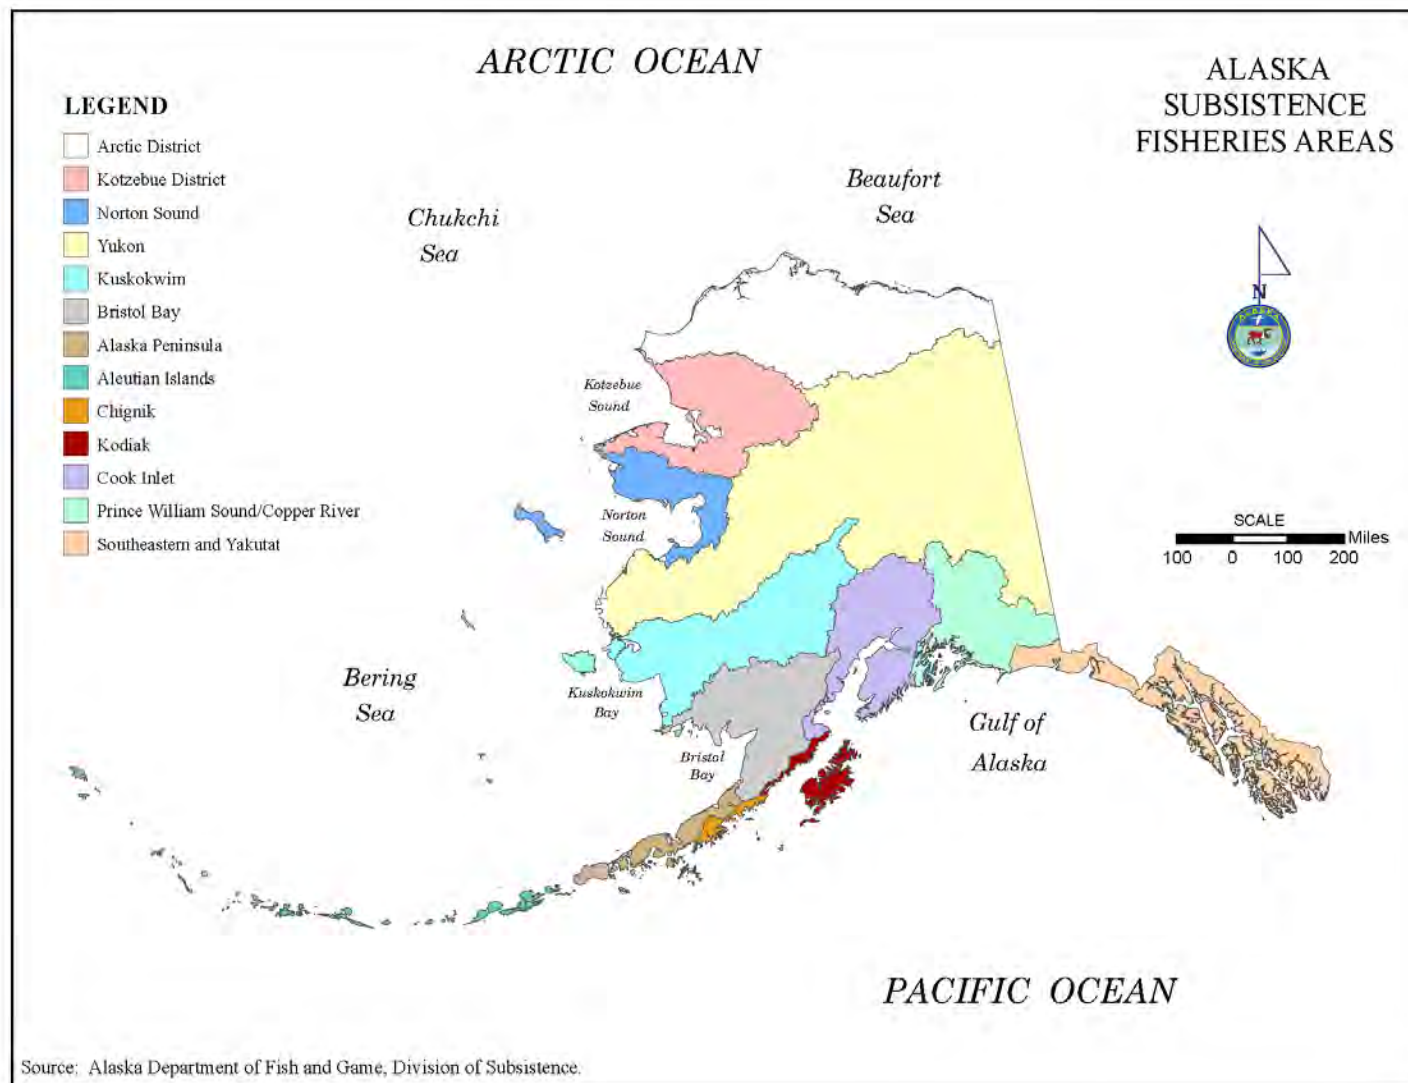 ARCTIC OCEAN
ALASKA
SUBSISTENCE
FISHERIES AREAS
LEGEND
Arctic District
Kotzebue District
Norton Sound
Yukon
Kuskokwim
Bristol Bay
Alaska Peninsula
Aleutian Islands
Chignik
Kodiak
Cook Inlet
Prince William Sound/Copper River
Southeastern and Yakutat
Chukchi
Sea
Beaufort
Sea
N
ALASKA
Kotzebue
Sound
Norton
Sound
SCALE
100 0 100 200 Miles
Bering
Sea
Kuskokwim
Bay
Bristol
Bay
Gulf of
Alaska
PACIFIC OCEAN
Source: Alaska Department of Fish and Game, Division of Subsistence.